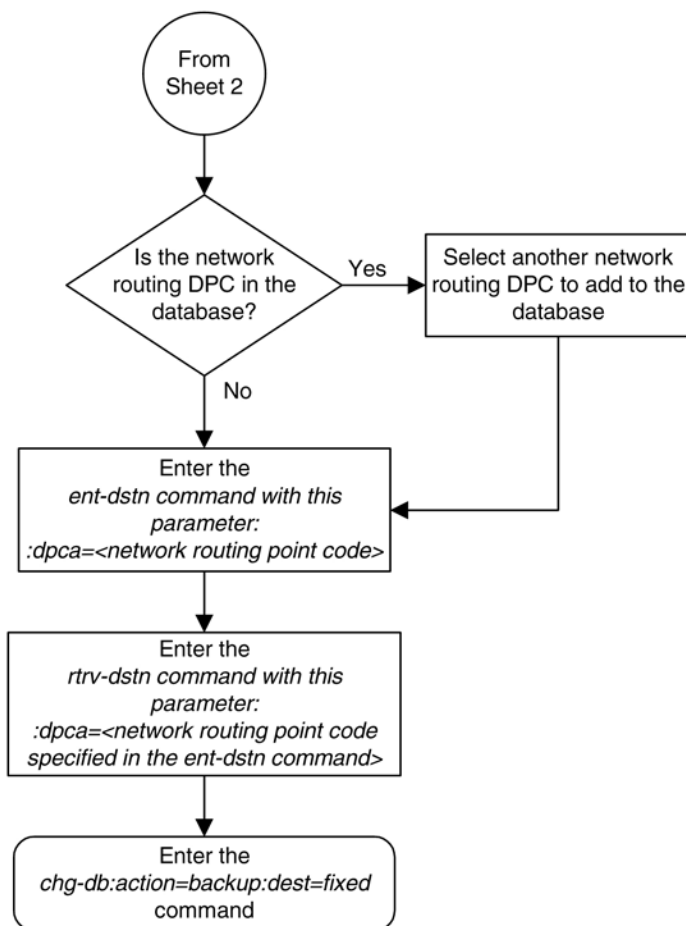 From
Sheet 2
Is the network
routing DPC in the
database?
Yes
Select another network
routing DPC to add to the
database
No
Enter the
ent-dstn command with this
parameter:
:dpca=<network routing point code>
Enter the
rtrv-dstn command with this
parameter:
:dpca=<network routing point code
specified in the ent-dstn command>
Enter the
chg-db:action=backup:dest=fixed
command